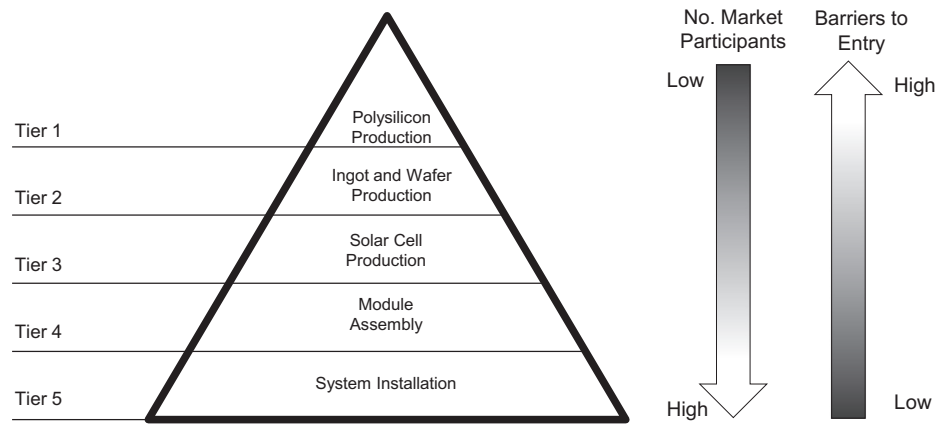 No. Market
Participants
Barriers to
Entry
Low
High
Tier 1
Polysilicon
Production
Tier 2
Ingot and Wafer
Production
Tier 3
Solar Cell
Production
Tier 4
Module
Assembly
Tier 5
System Installation
High
Low